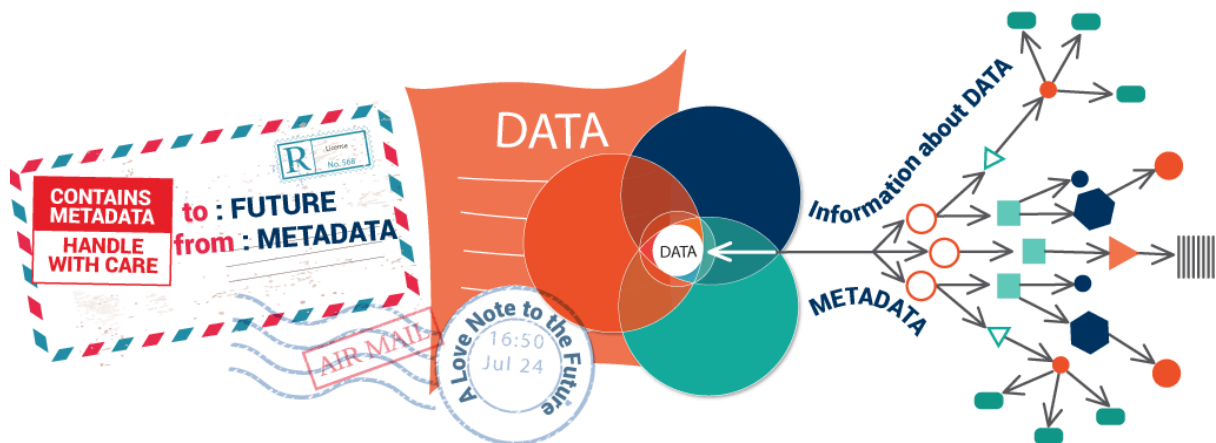 R
License
No. 568
CONTAINS
METADATA
HANDLE
WITH CARE
to : FUTURE
from : METADATA
AIR MAIL
A Love Note to the Future
16:50
Jul 24
DATA
DATA
Information about DATA
METADATA